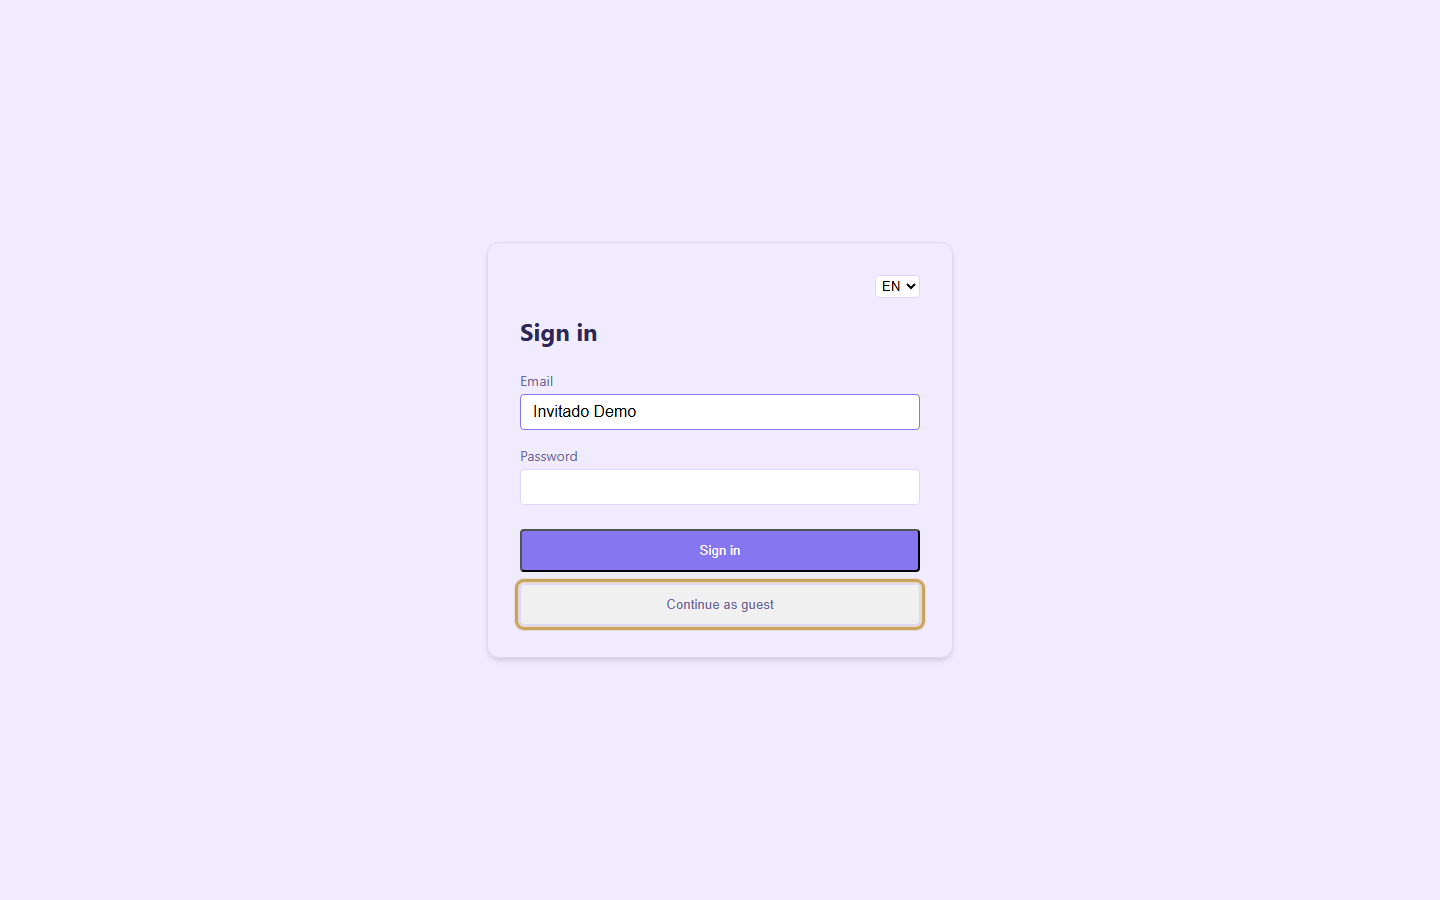 EN
Sign in
Email
Invitado Demo
Password
Sign in
Continue as guest